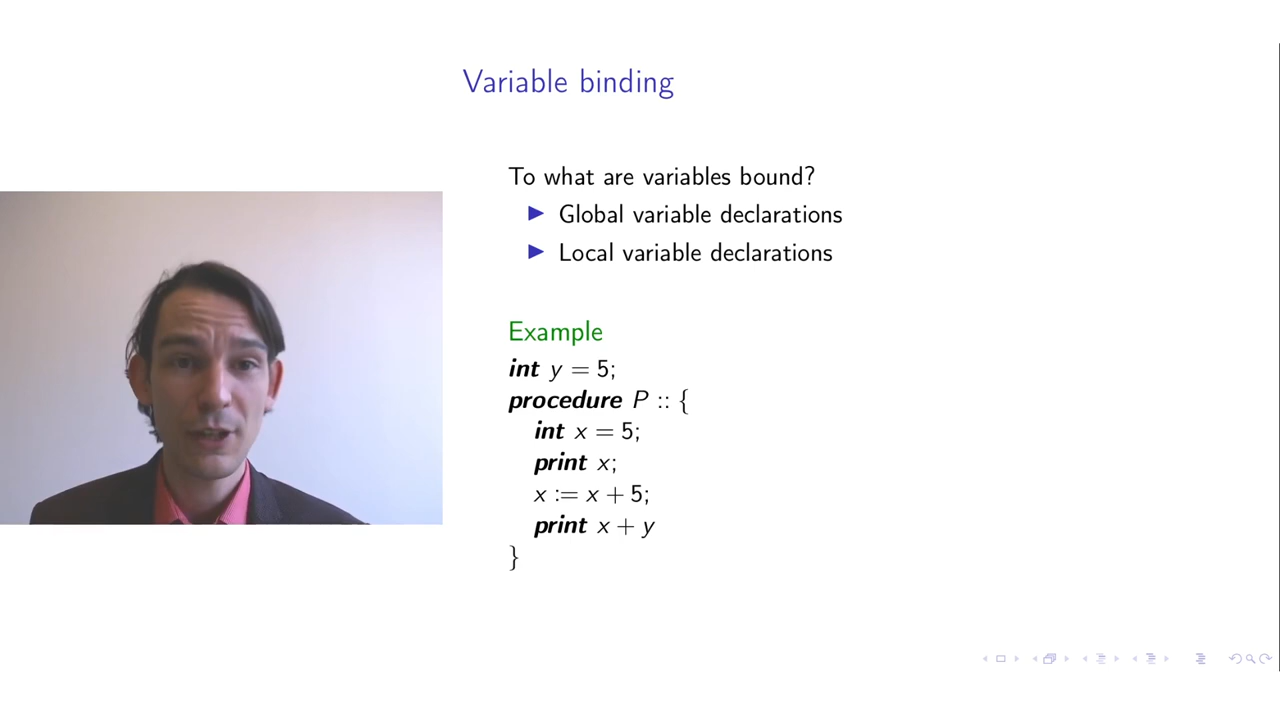 Variable binding
To what are variables bound?
▶ Global variable declarations
▶ Local variable declarations
Example
int y = 5;
procedure P :: {
int x = 5;
print x;
x := x + 5;
print x + y
}